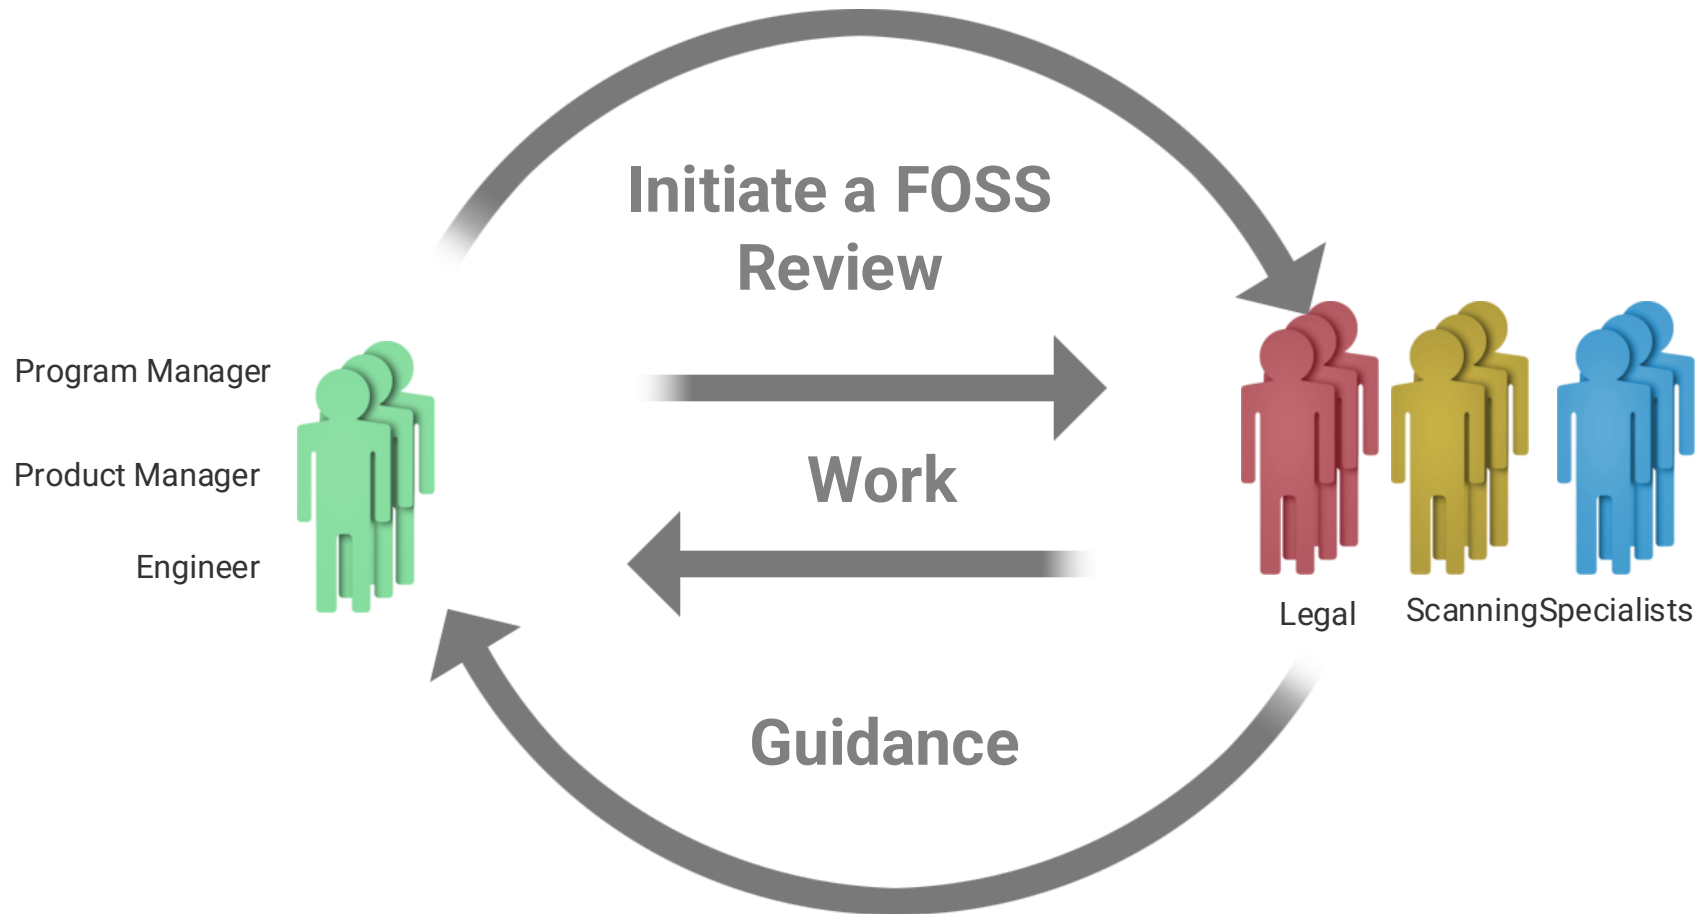 Initiate a FOSS
Review
Program Manager
Product Manager
Engineer
Work
Legal
Scanning
Specialists
Guidance